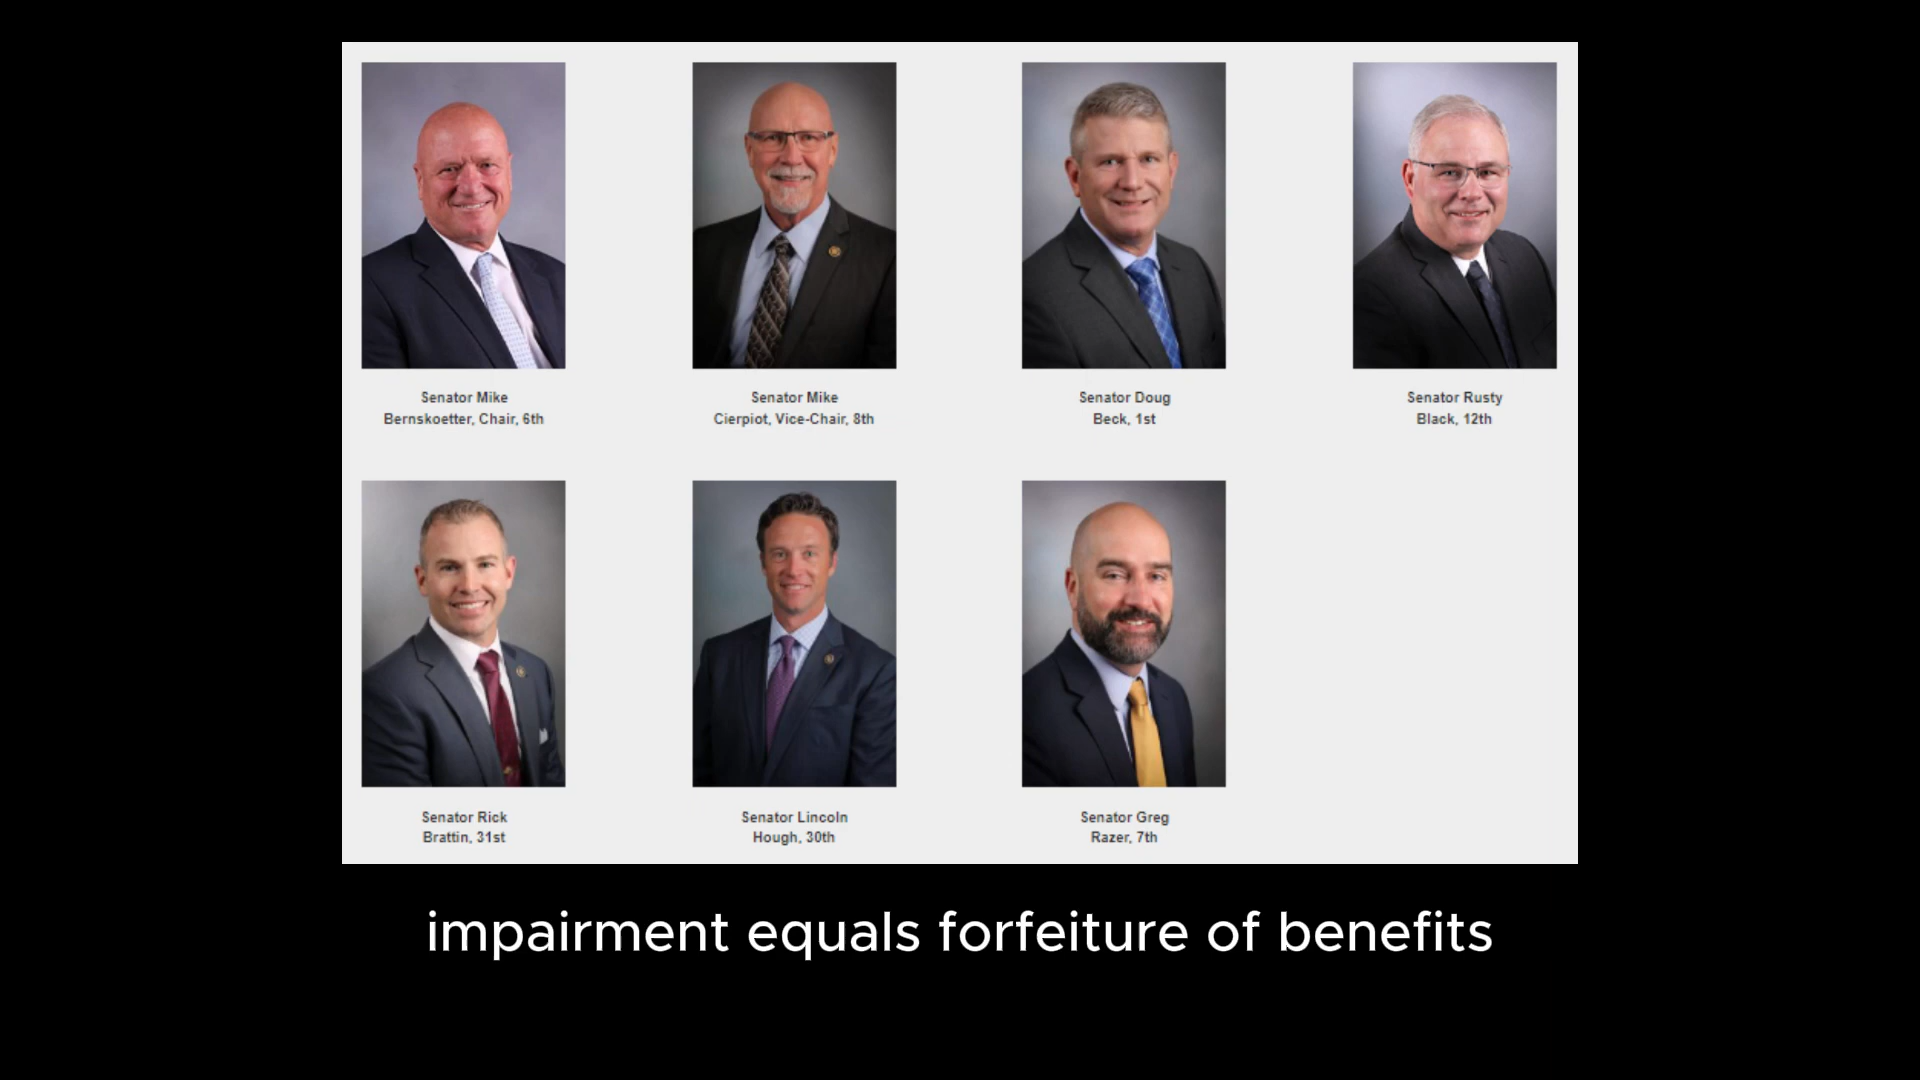 Senator Mike
Bernskoetter, Chair, 6th
Senator Mike
Cierpiot, Vice-Chair, 8th
Senator Doug
Beck, 1st
Senator Rusty
Black, 12th
Senator Rick
Brattin, 31st
Senator Lincoln
Hough, 30th
Senator Greg
Razer, 7th
impairment equals forfeiture of benefits